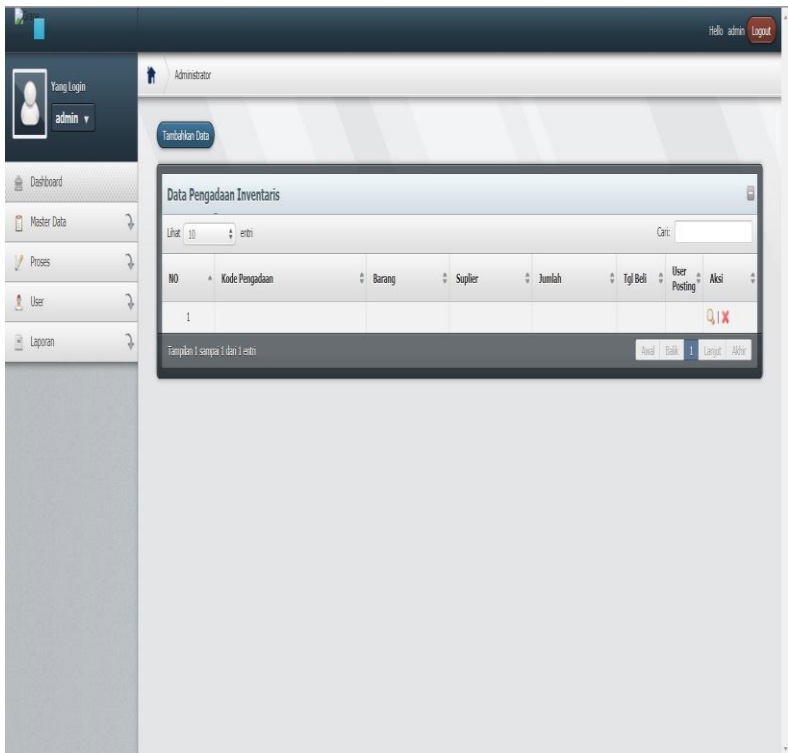 Hello admin Logout
Yang Login
admin
Administrator
Tambahkan Data
Dashboard
Master Data
Proses
User
Laporan
Data Pengadaan Inventaris
Lihat 10 entri
Cari:
NO Kode Pengadaan Barang Suplier Jumlah Tgl Beli User Posting Aksi
1 |
Tampilan 1 sampai 1 dari 1 entri
Awal Balik 1 Lanjut Akhir